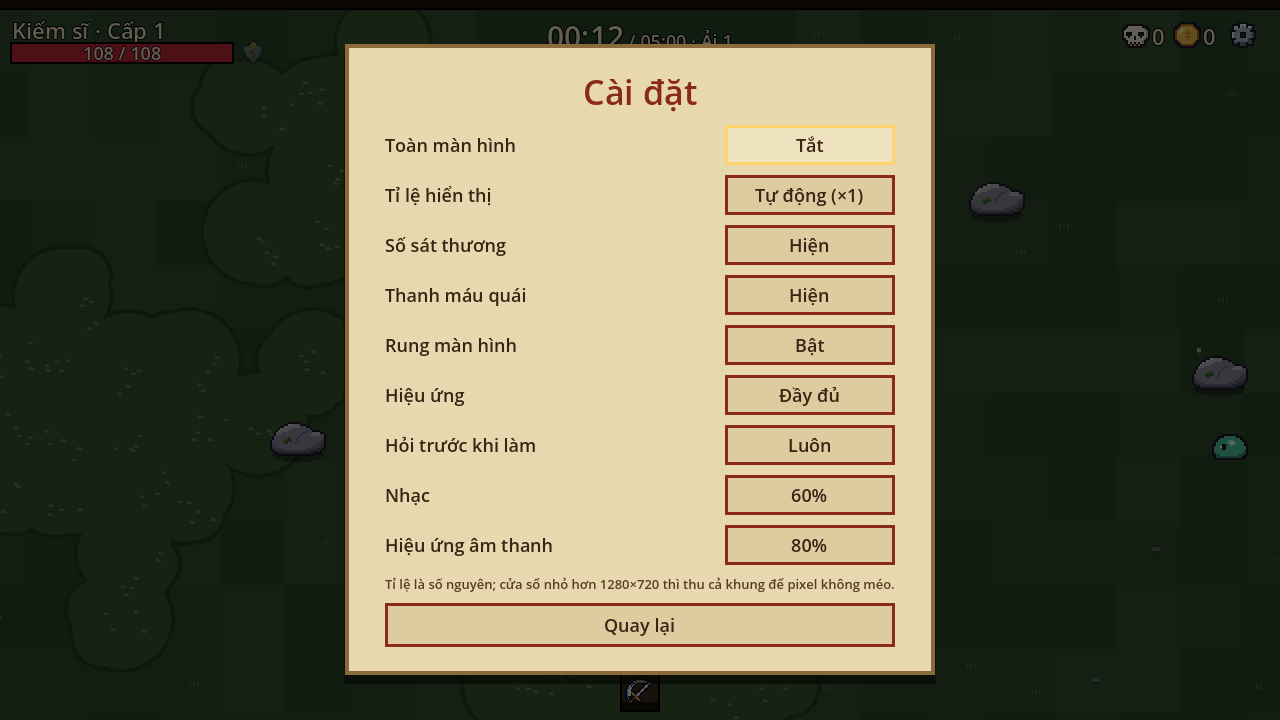 Kiếm sĩ · Cấp 1
108 / 108
00:12 / 05:00 · Ải 1
0
0
Cài đặt
Toàn màn hình Tắt
Tỉ lệ hiển thị Tự động (×1)
Số sát thương Hiện
Thanh máu quái Hiện
Rung màn hình Bật
Hiệu ứng Đầy đủ
Hỏi trước khi làm Luôn
Nhạc 60%
Hiệu ứng âm thanh 80%
Tỉ lệ là số nguyên; cửa sổ nhỏ hơn 1280×720 thì thu cả khung để pixel không méo.
Quay lại